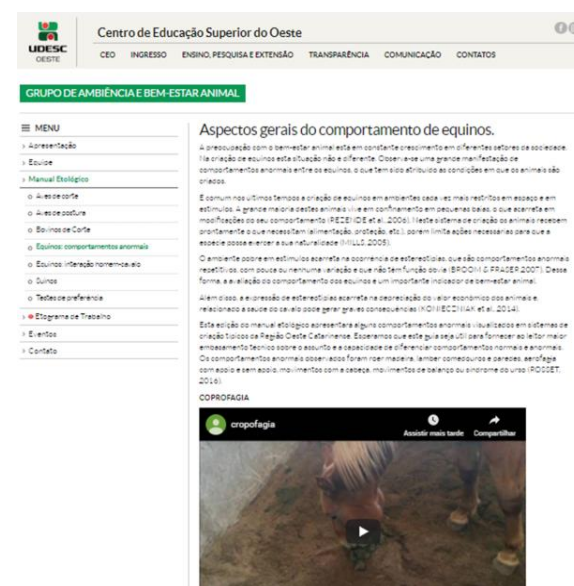 UDESC
OESTE
Centro de Educação Superior do Oeste
CEO INGRESSO ENSINO, PESQUISA E EXTENSÃO TRANSPARÊNCIA COMUNICAÇÃO CONTATOS
GRUPO DE AMBIÊNCIA E BEM-ESTAR ANIMAL
MENU
Apresentação
Equipe
Manual Etológico
Aves de corte
Aves de postura
Bovinos de Corte
Equinos: comportamentos anormais
Equinos: interação homem-cavalo
Suínos
Testes de preferência
Etograma de Trabalho
Eventos
Contato
Aspectos gerais do comportamento de equinos.
A preocupação com o bem-estar animal esta em constante crescimento em diferentes setores da sociedade.
Na criação de equinos esta situação não e diferente. Observa-se uma grande manifestação de
comportamentos anormais entre os equinos, o que tem sido atribuído as condições em que os animais são
criados.
E comum nos últimos tempos a criação de equinos em ambientes cada vez mais restritos em espaço e em
estímulos. A grande maioria destes animais vive em confinamento em pequenas baias, o que acarreta em
modificações do seu comportamento (REZENDE et al., 2006). Neste sistema de criação os animais recebem
prontamente o que necessitam (alimentação, proteção, etc.), porem limita ações necessárias para que a
espécie possa exercer a sua naturalidade (MILLS, 2005).
O ambiente pobre em estímulos acarreta na ocorrência de estereotipias, que são comportamentos anormais
repetitivos, com pouca ou nenhuma variação e que não têm função obvia (BROOM & FRASER, 2007). Dessa
forma, a avaliação do comportamento dos equinos e um importante indicador de bem-estar animal.
Além disso, a expressão de estereotipias acarreta na depreciação do valor econômico dos animais e,
relacionado a saúde do cavalo pode gerar graves consequências (KONIECZNIAK et al., 2014).
Esta edição do manual etológico apresentara alguns comportamentos anormais visualizados em sistemas de
criação típicos da Região Oeste Catarinense. Esperamos que este guia seja útil para fornecer ao leitor maior
embasamento técnico sobre o assunto e a capacidade de diferenciar comportamentos normais e anormais.
Os comportamentos anormais observados foram roer madeira, lamber comedouros e paredes, aerofagia
com apoio e sem apoio, movimentos com a cabeça, movimentos de balanço ou síndrome do urso (ROSSET,
2016).
COPROFAGIA
cropofagia
Assistir mais tarde Compartilhar